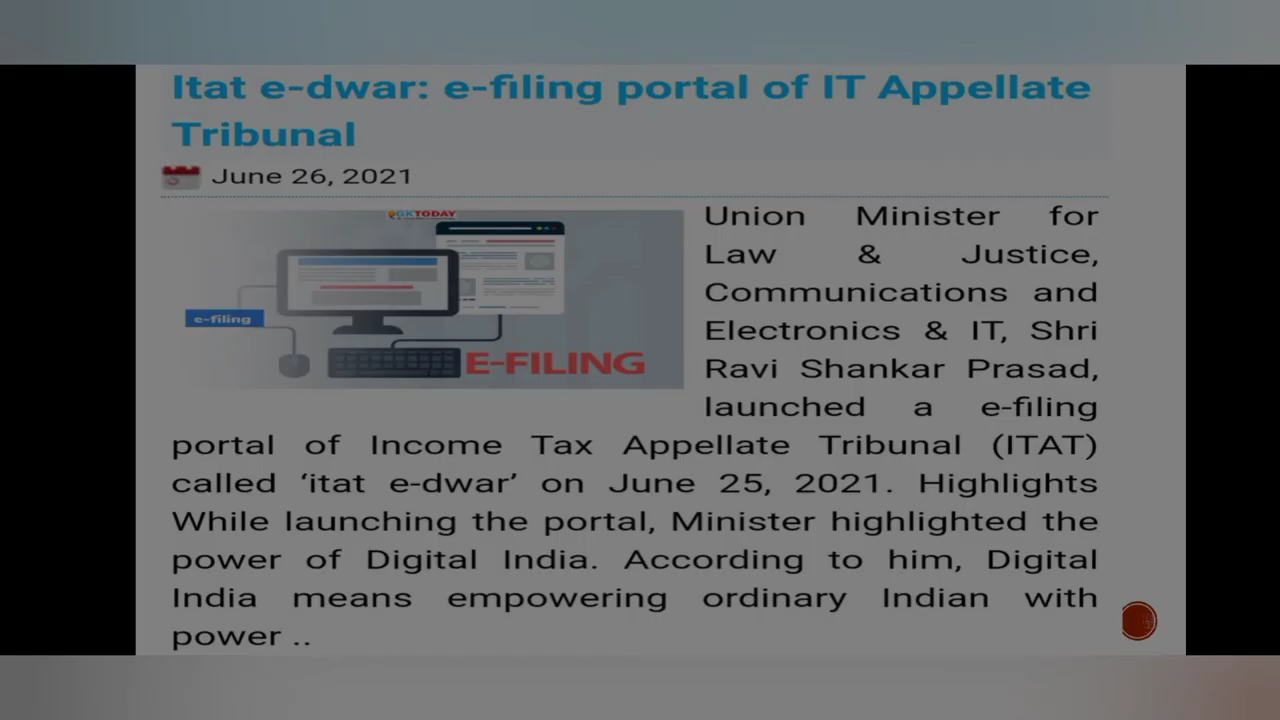 Itat e-dwar: e-filing portal of IT Appellate
Tribunal
June 26, 2021
GKTODAY
e-filing
E-FILING
Union Minister for
Law & Justice,
Communications and
Electronics & IT, Shri
Ravi Shankar Prasad,
launched a e-filing
portal of Income Tax Appellate Tribunal (ITAT)
called ‘itat e-dwar’ on June 25, 2021. Highlights
While launching the portal, Minister highlighted the
power of Digital India. According to him, Digital
India means empowering ordinary Indian with
power ..